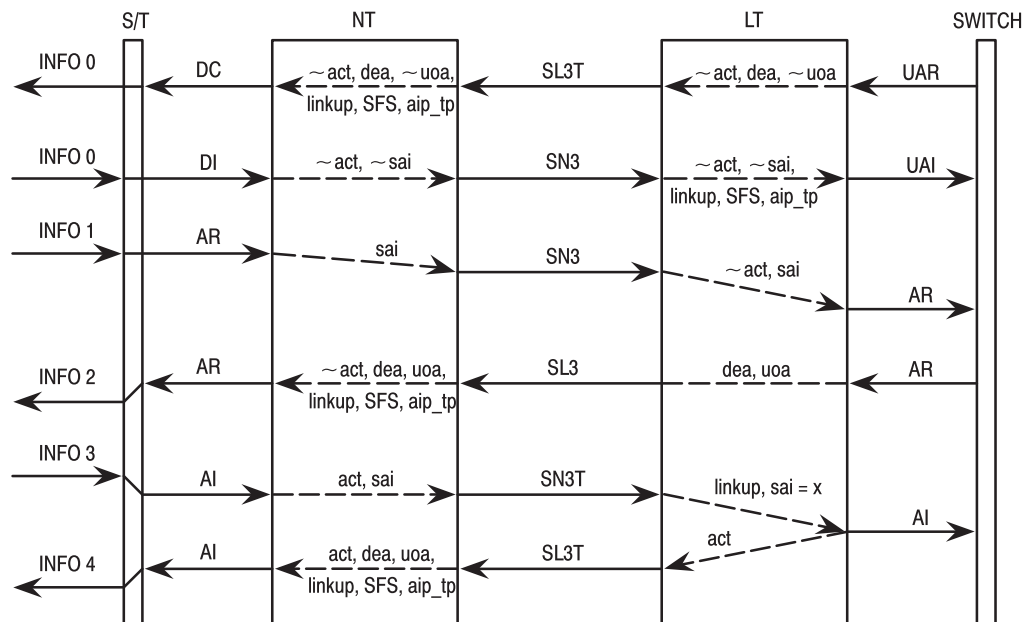 S/T NT LT SWITCH
INFO 0 DC ~act, dea, ~uoa, SL3T ~act, dea, ~uoa UAR
linkup, SFS, aip_tp
INFO 0 DI ~act, ~sai SN3 ~act, ~sai, UAI
linkup, SFS, aip_tp
INFO 1 AR sai SN3 ~act, sai AR
INFO 2 AR ~act, dea, uoa, SL3 dea, uoa AR
linkup, SFS, aip_tp
INFO 3 AI act, sai SN3T linkup, sai = x AI
act
INFO 4 AI act, dea, uoa, SL3T
linkup, SFS, aip_tp